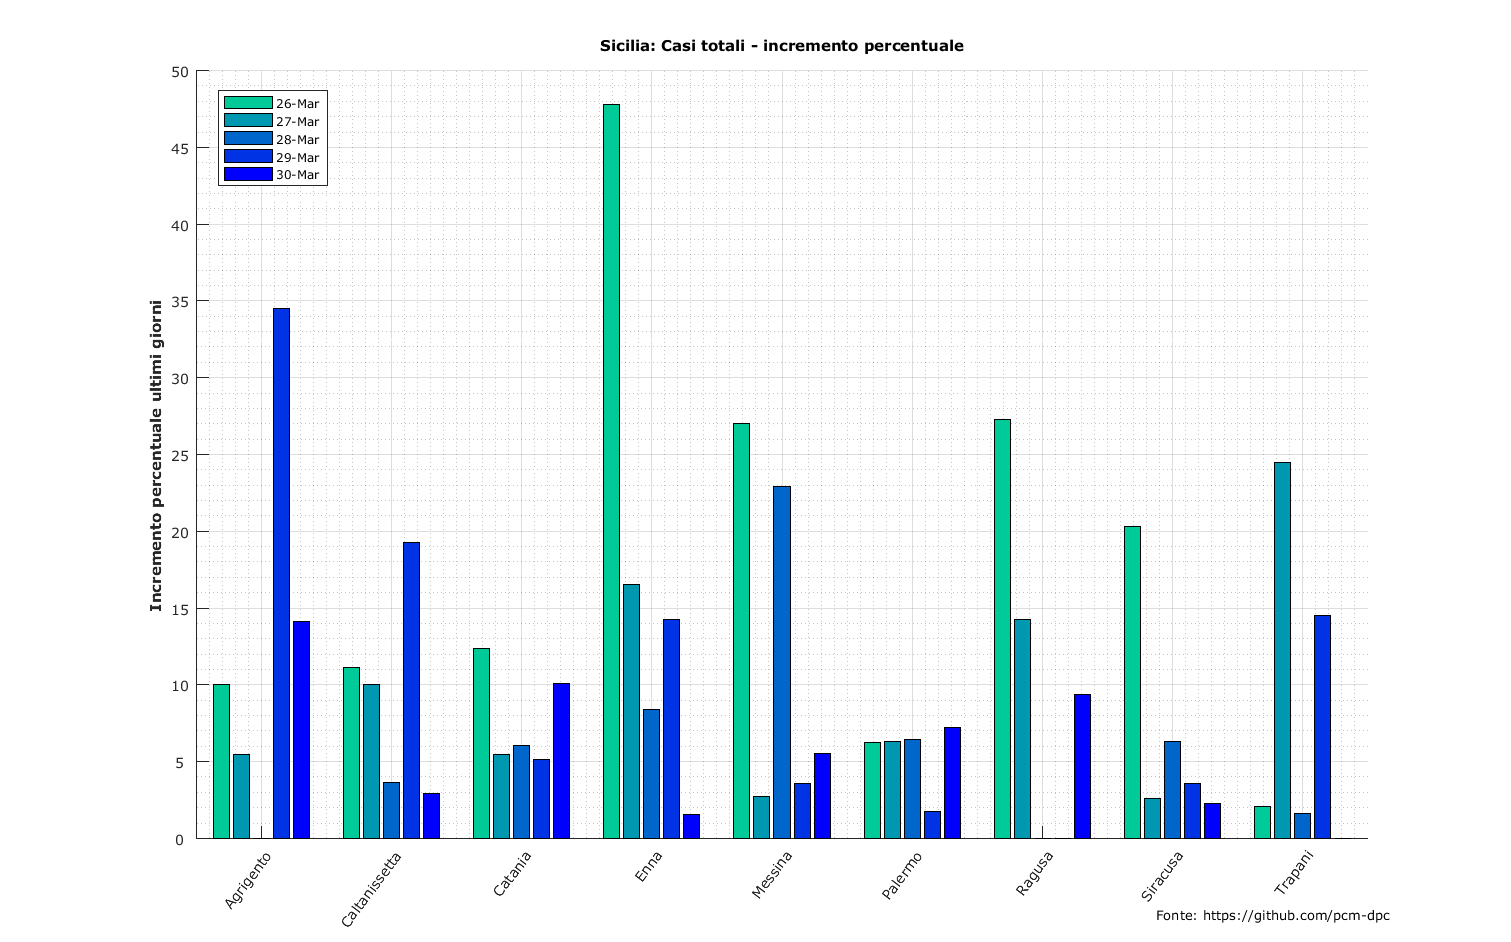 Sicilia: Casi totali - incremento percentuale
50
45
40
35
30
25
20
15
10
5
0
Incremento percentuale ultimi giorni
26-Mar
27-Mar
28-Mar
29-Mar
30-Mar
Agrigento
Caltanissetta
Catania
Enna
Messina
Palermo
Ragusa
Siracusa
Trapani
Fonte: https://github.com/pcm-dpc